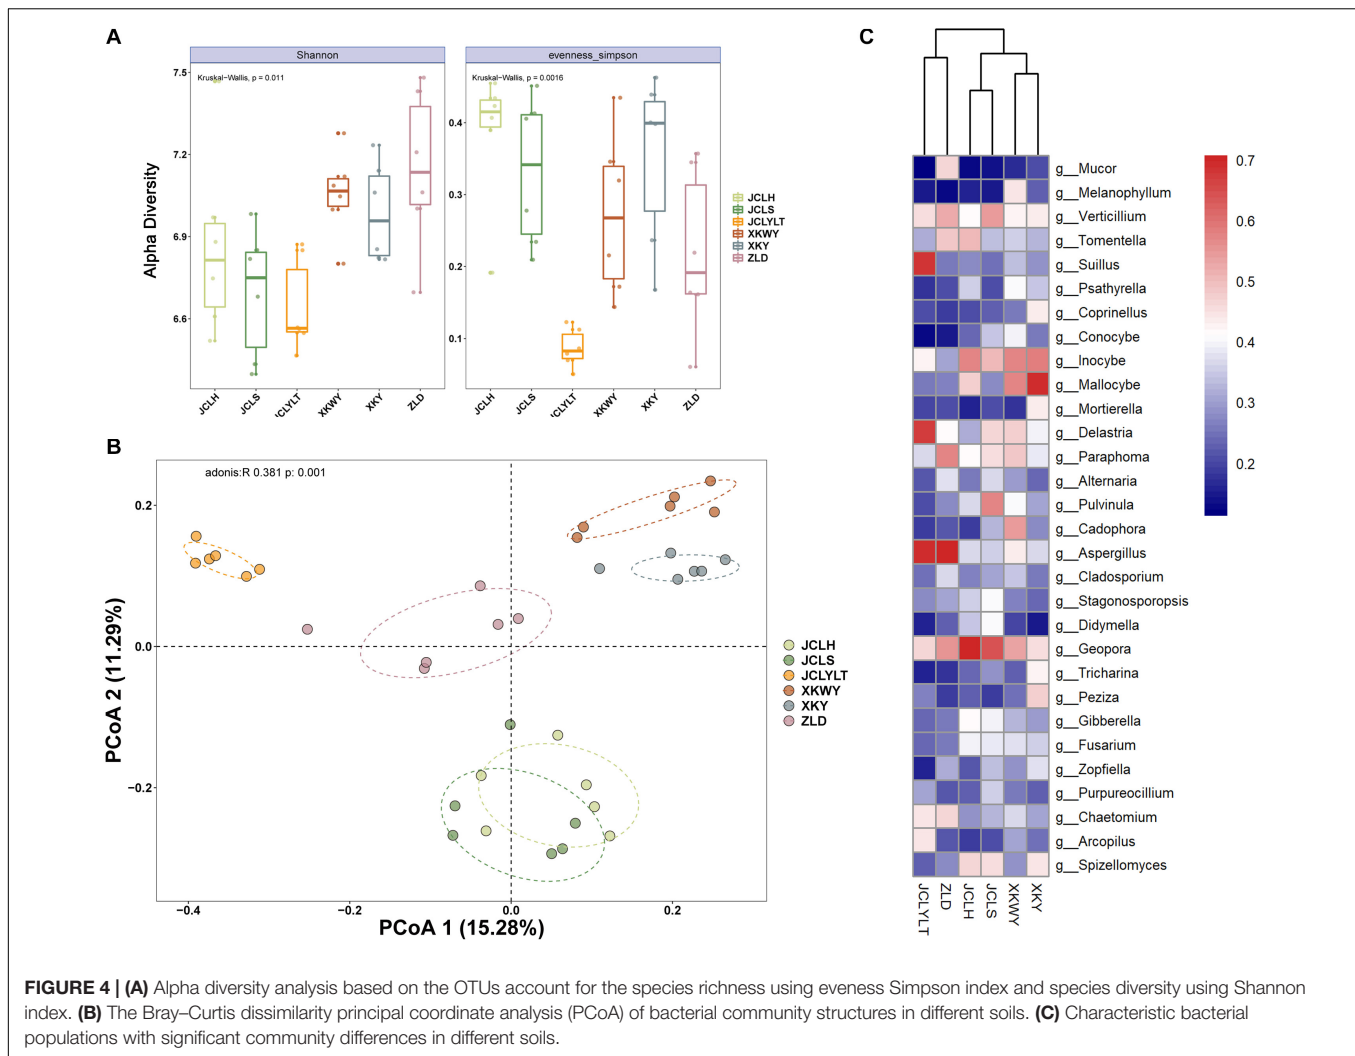 A
Shannon
evenness_simpson
Kruskal-Wallis, p = 0.011
Kruskal-Wallis, p = 0.0016
Alpha Diversity
7.5
7.2
6.9
6.6
0.4
0.3
0.2
0.1
JCLH
JCLS
JCLYLT
XKWY
XKY
ZLD
JCLH
JCLS
JCLYLT
XKWY
XKY
ZLD
JCLH
JCLS
JCLYLT
XKWY
XKY
ZLD
B
adonis:R 0.381 p: 0.001
PCoA 2 (11.29%)
0.2
0.0
-0.2
-0.4
-0.2
0.0
0.2
PCoA 1 (15.28%)
JCLH
JCLS
JCLYLT
XKWY
XKY
ZLD
C
g__Mucor
g__Melanophyllum
g__Verticillium
g__Tomentella
g__Suillus
g__Psathyrella
g__Coprinellus
g__Conocybe
g__Inocybe
g__Mallocybe
g__Mortierella
g__Delastria
g__Paraphoma
g__Alternaria
g__Pulvinula
g__Cadophora
g__Aspergillus
g__Cladosporium
g__Stagonosporopsis
g__Didymella
g__Geopora
g__Tricharina
g__Peziza
g__Gibberella
g__Fusarium
g__Zopfiella
g__Purpureocillium
g__Chaetomium
g__Arcopilus
g__Spizellomyces
JCLYLT
ZLD
JCLH
JCLS
XKWY
XKY
0.7
0.6
0.5
0.4
0.3
0.2
FIGURE 4 | (A) Alpha diversity analysis based on the OTUs account for the species richness using eveness Simpson index and species diversity using Shannon
index. (B) The Bray–Curtis dissimilarity principal coordinate analysis (PCoA) of bacterial community structures in different soils. (C) Characteristic bacterial
populations with significant community differences in different soils.